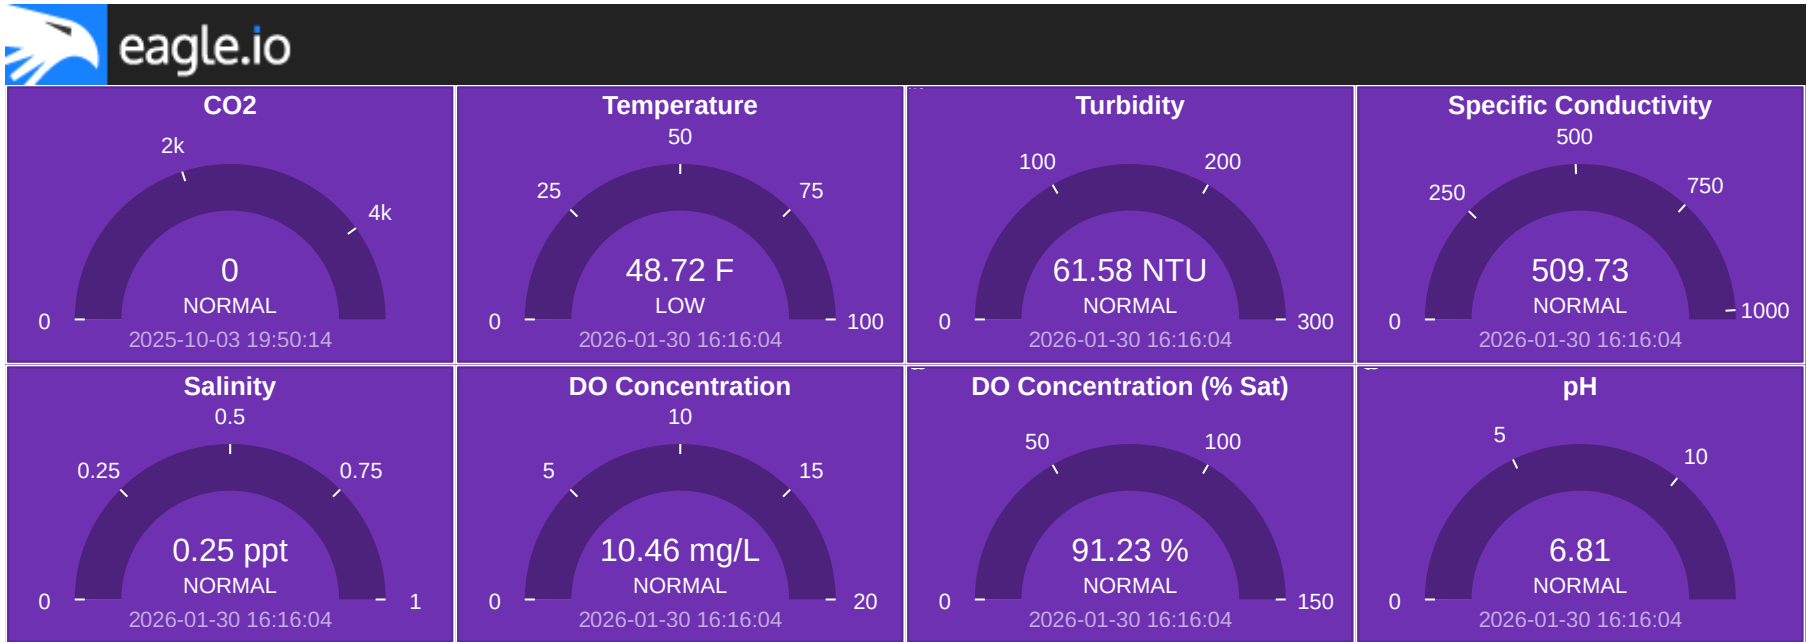 eagle.io
CO2
2k
4k
0
0
NORMAL
2025-10-03 19:50:14
Temperature
50
25
75
48.72 F
LOW
0
100
2026-01-30 16:16:04
Turbidity
100
200
61.58 NTU
NORMAL
0
300
2026-01-30 16:16:04
Specific Conductivity
500
250
750
509.73
NORMAL
0
1000
2026-01-30 16:16:04
Salinity
0.5
0.25
0.75
0.25 ppt
NORMAL
0
1
2026-01-30 16:16:04
DO Concentration
10
5
15
10.46 mg/L
NORMAL
0
20
2026-01-30 16:16:04
DO Concentration (% Sat)
50
100
91.23 %
NORMAL
0
150
2026-01-30 16:16:04
pH
5
10
6.81
NORMAL
0
2026-01-30 16:16:04